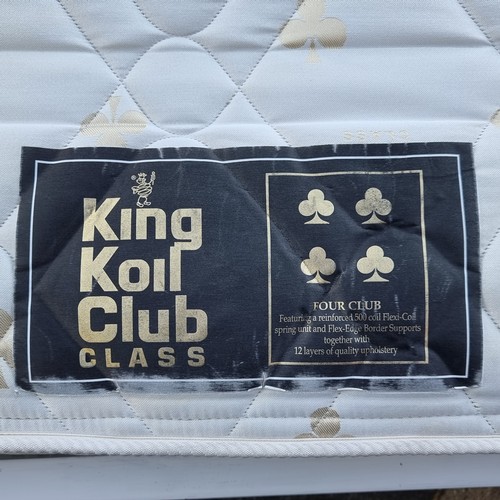 King
Koil
Club
CLASS
FOUR CLUB
Featuring a reinforced 500 coil Flexi-Coil
spring unit and Flex-Edge Border Supports
together with
12 layers of quality upholstery